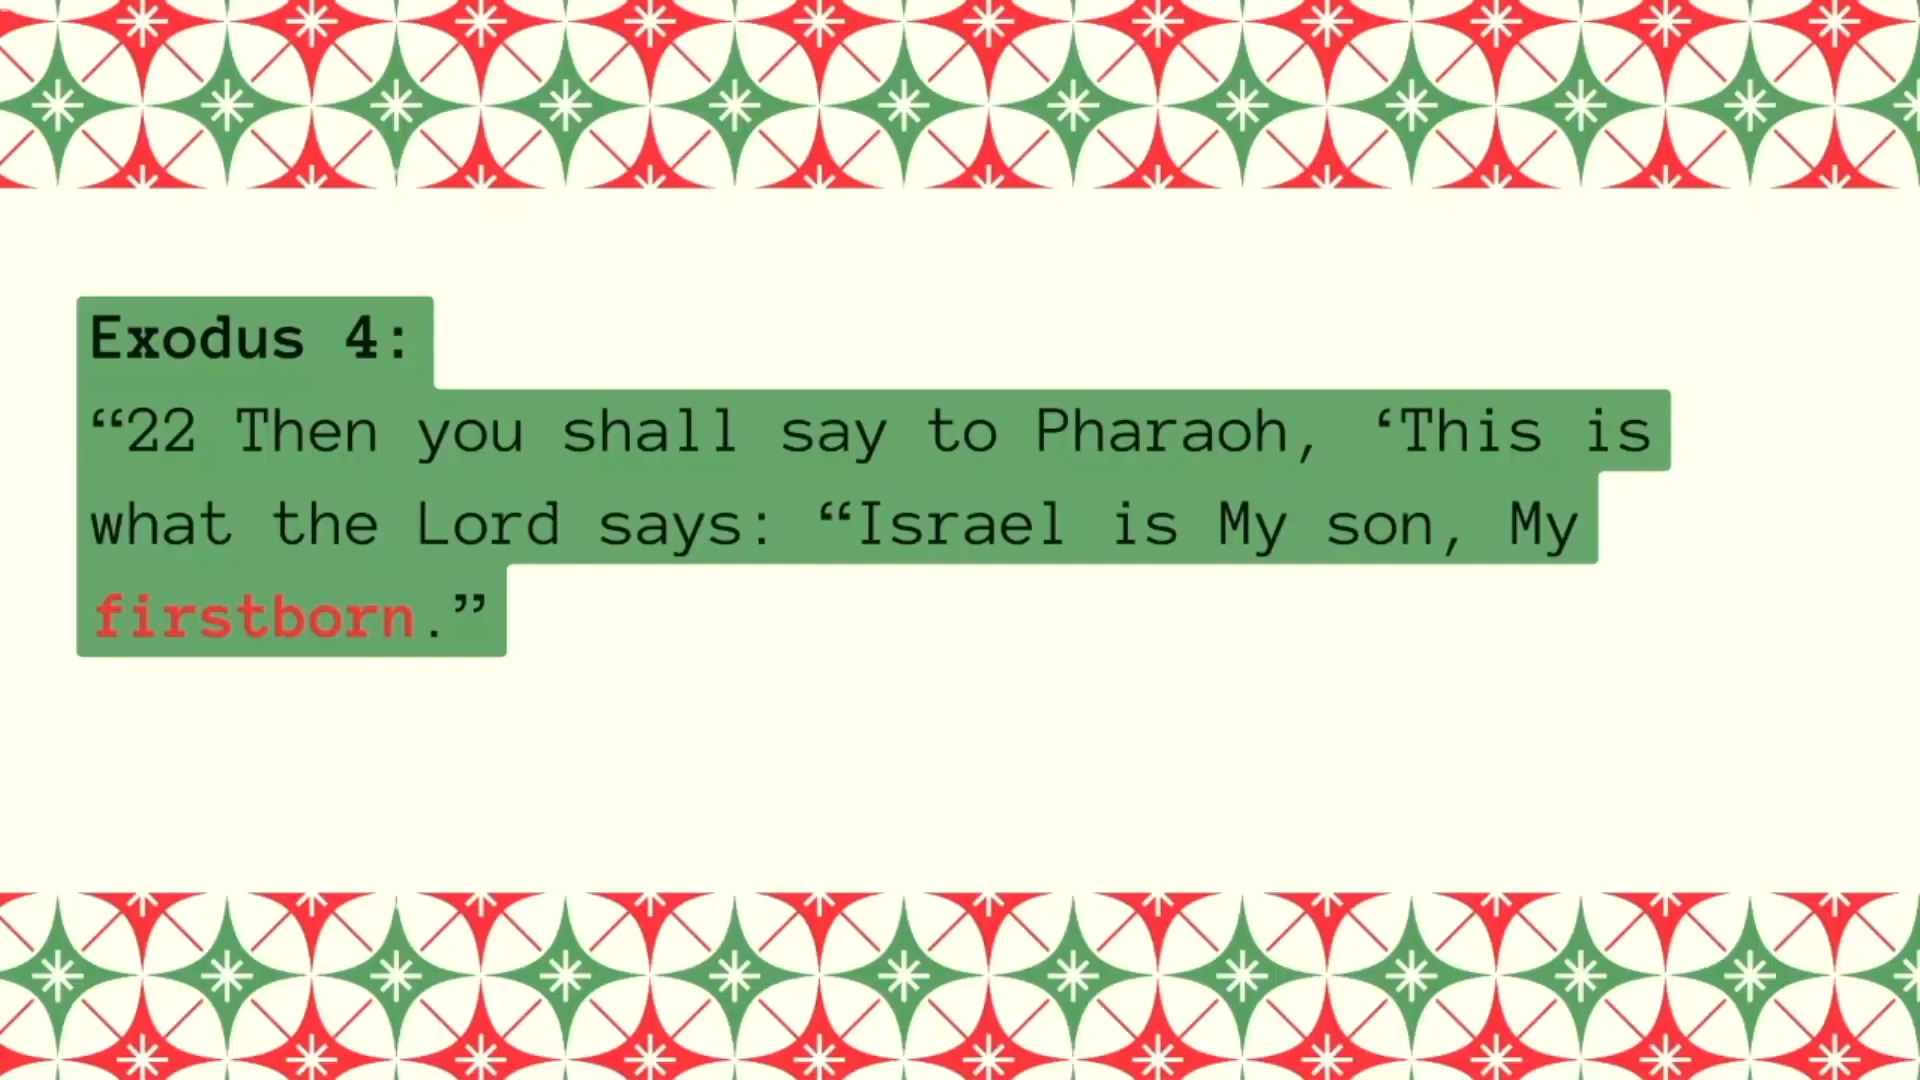 Exodus 4:
“22 Then you shall say to Pharaoh, ‘This is
what the Lord says: “Israel is My son, My
firstborn.”